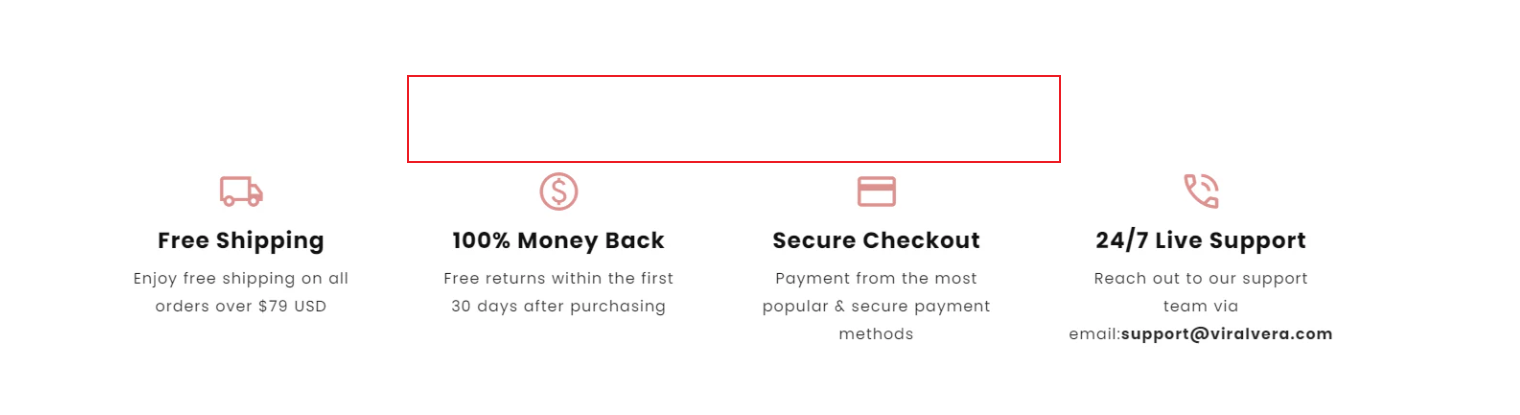 Free Shipping
Enjoy free shipping on all
orders over $79 USD
100% Money Back
Free returns within the first
30 days after purchasing
Secure Checkout
Payment from the most
popular & secure payment
methods
24/7 Live Support
Reach out to our support
team via
email:support@viralvera.com